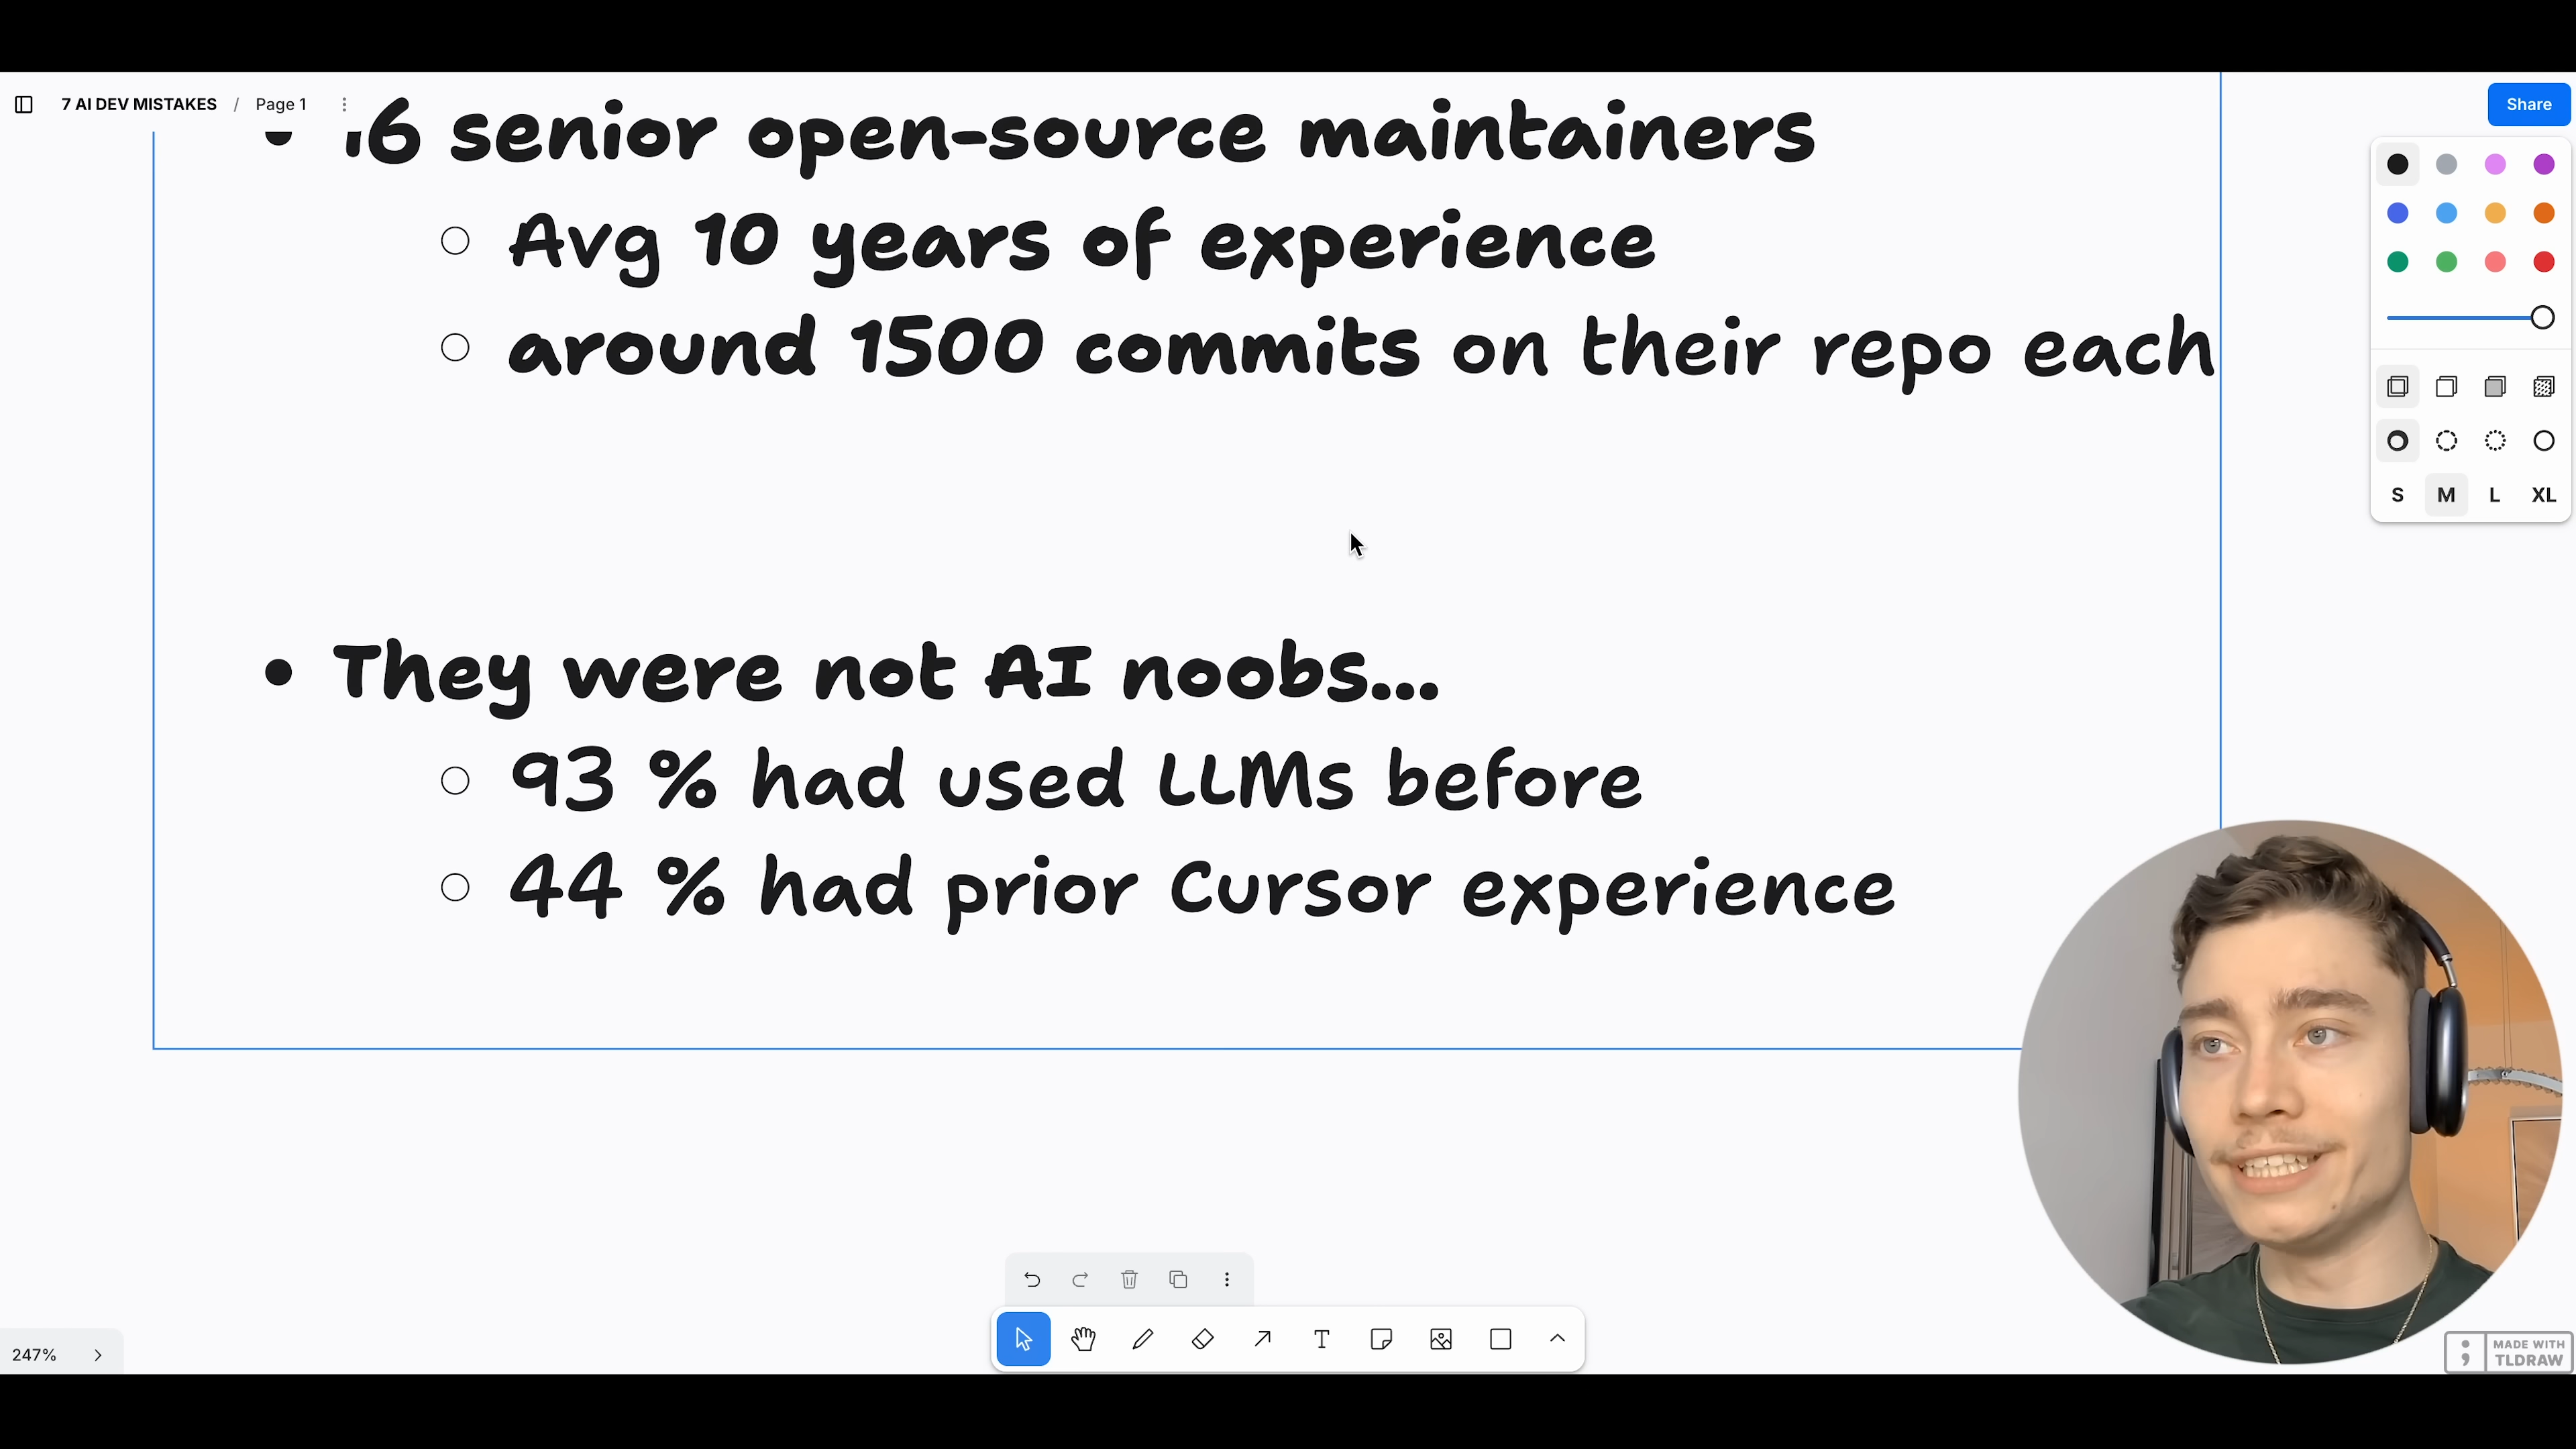 7 AI DEV MISTAKES / Page 1
Share
• 16 senior open-source maintainers
○ Avg 10 years of experience
○ around 1500 commits on their repo each
• They were not AI noobs...
○ 93 % had used LLMs before
○ 44 % had prior Cursor experience
S M L XL
T
247%
MADE WITH
TLDRAW